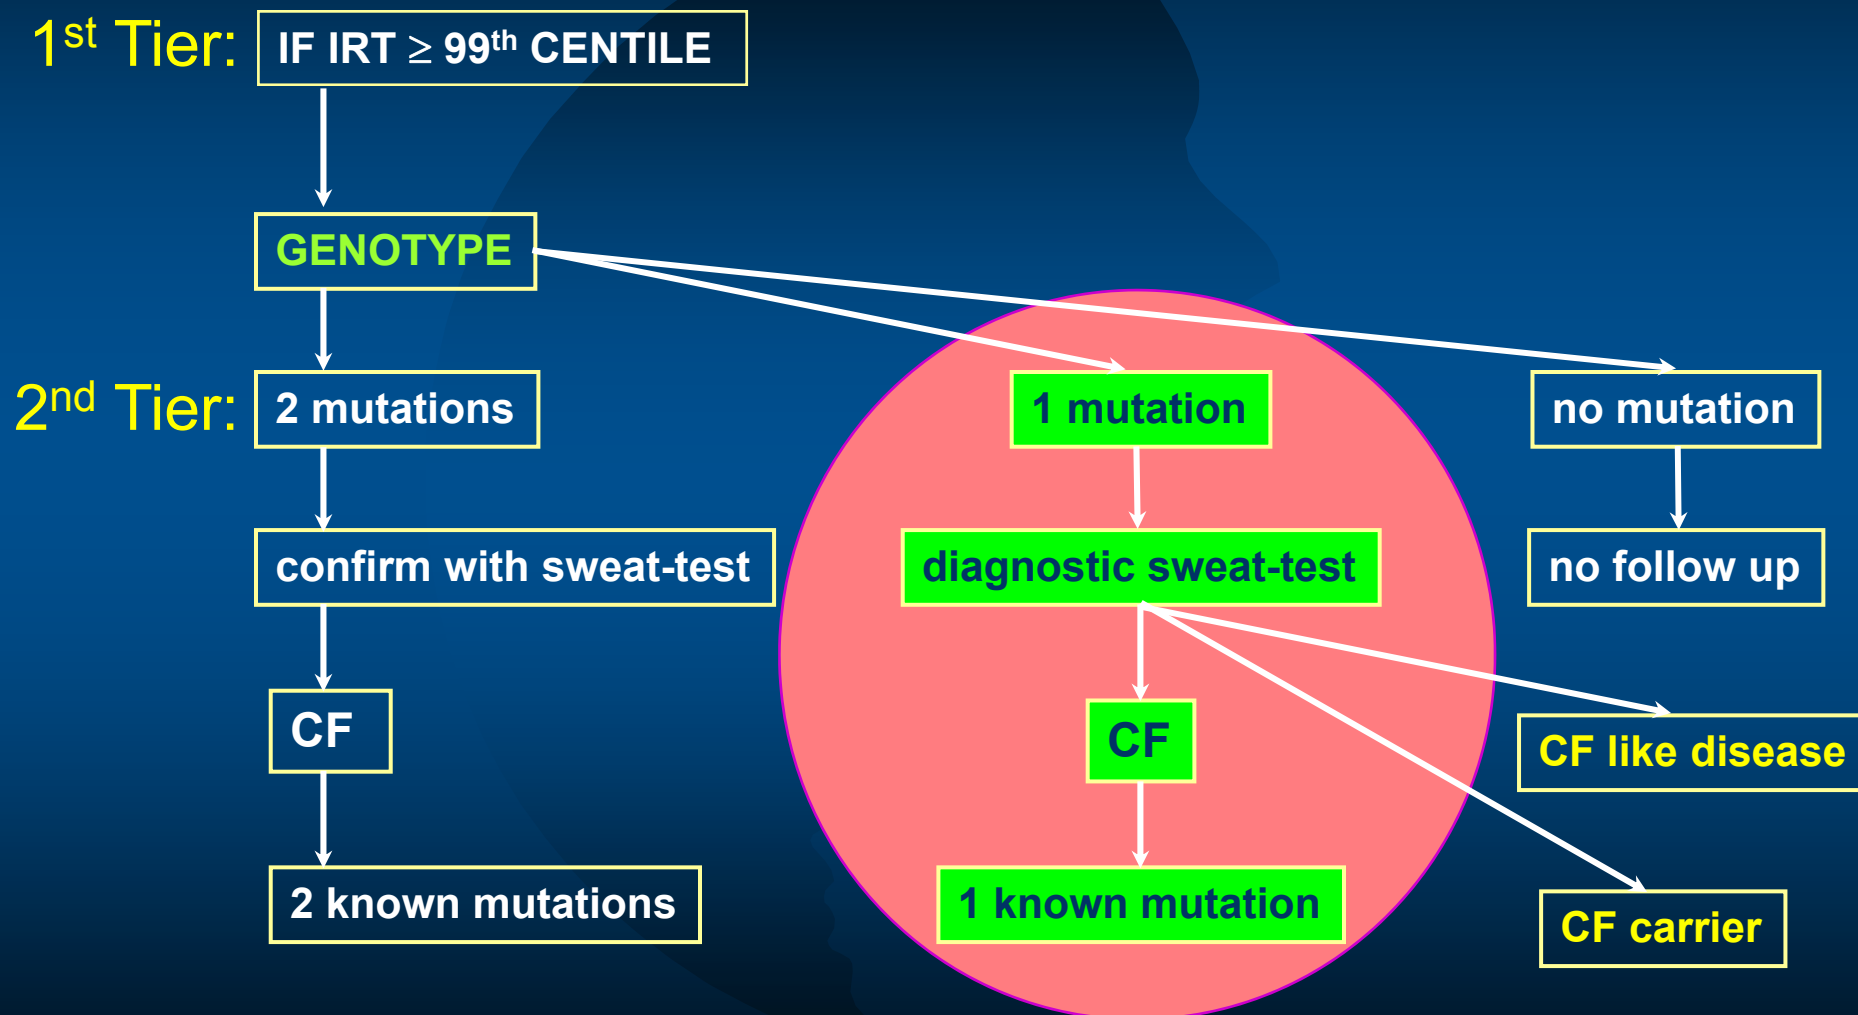 1st Tier: IF IRT ≥ 99th CENTILE
GENOTYPE
2nd Tier: 2 mutations 1 mutation no mutation
confirm with sweat-test diagnostic sweat-test no follow up
CF CF CF like disease
2 known mutations 1 known mutation CF carrier